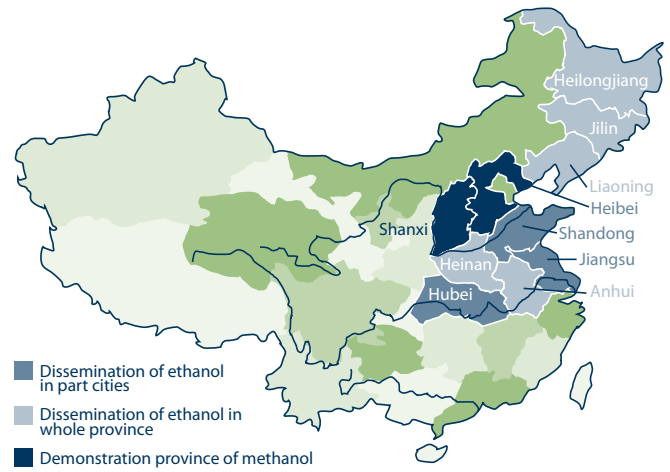 Heilongjiang
Jilin
Liaoning
Heibei
Shanxi
Shandong
Jiangsu
Heinan
Anhui
Hubei
Dissemination of ethanol
in part cities
Dissemination of ethanol in
whole province
Demonstration province of methanol